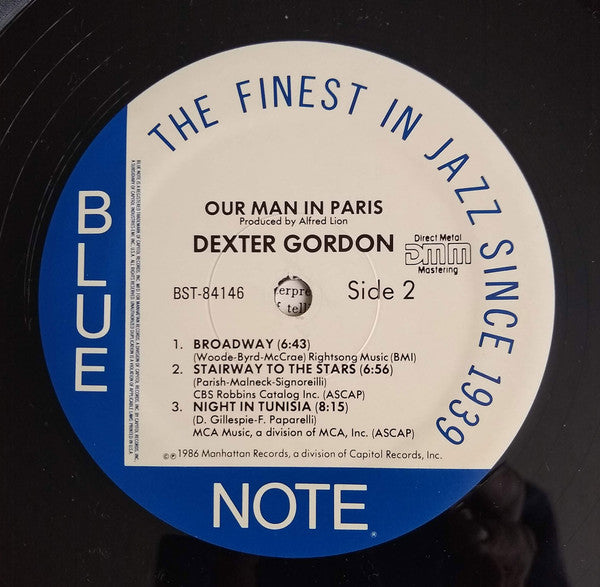 THE FINEST IN JAZZ SINCE 1939
BLUE
OUR MAN IN PARIS
Produced by Alfred Lion
DEXTER GORDON
Direct Metal
DMM
Mastering
BST-84146
Side 2
terpre
tell
1. BROADWAY (6:43)
(Woode-Byrd-McCrae) Rightsong Music (BMI)
2. STAIRWAY TO THE STARS (6:56)
(Parish-Malneck-Signoreilli)
CBS Robbins Catalog Inc. (ASCAP)
3. NIGHT IN TUNISIA (8:15)
(D. Gillespie-F. Paparelli)
MCA Music, a division of MCA, Inc. (ASCAP)
©℗ 1986 Manhattan Records, a division of Capitol Records, Inc.
NOTE®